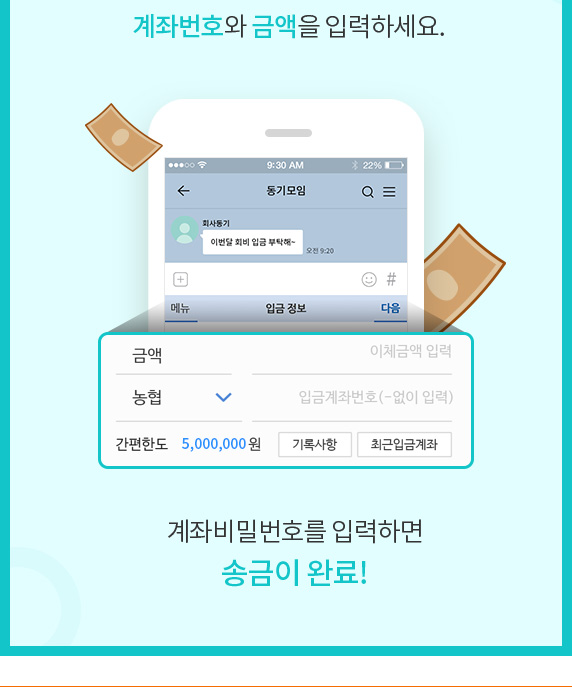 계좌번호와 금액을 입력하세요.
9:30 AM
22%
동기모임
회사동기
이번달 회비 입금 부탁해~
오전 9:20
#
메뉴 입금 정보 다음
금액 이체금액 입력
농협 입금계좌번호(-없이 입력)
간편한도 5,000,000원 기록사항 최근입금계좌
계좌비밀번호를 입력하면
송금이 완료!